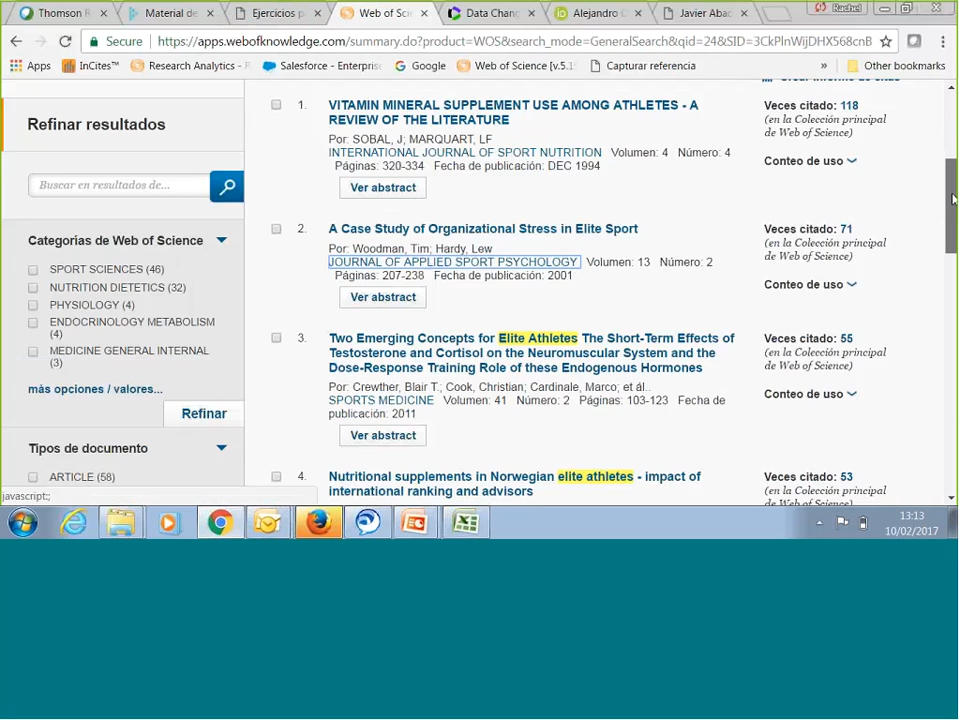 Thomson R
Material de
Ejercicios p
Web of Scie
Data Chang
Alejandro C
Javier Abac
Rachel
Secure
https://apps.webofknowledge.com/summary.do?product=WOS&search_mode=GeneralSearch&qid=24&SID=3CkPlnWijDHX568cnB
Apps
InCites™
Research Analytics - F
Salesforce - Enterprise
Google
Web of Science [v.5.1
Capturar referencia
»
Other bookmarks
Refinar resultados
Buscar en resultados de...
Categorías de Web of Science
SPORT SCIENCES (46)
NUTRITION DIETETICS (32)
PHYSIOLOGY (4)
ENDOCRINOLOGY METABOLISM
(4)
MEDICINE GENERAL INTERNAL
(3)
más opciones / valores...
Refinar
Tipos de documento
ARTICLE (58)
javascript:;
1. VITAMIN MINERAL SUPPLEMENT USE AMONG ATHLETES - A
REVIEW OF THE LITERATURE
Por: SOBAL, J; MARQUART, LF
INTERNATIONAL JOURNAL OF SPORT NUTRITION Volumen: 4 Número: 4
Páginas: 320-334 Fecha de publicación: DEC 1994
Ver abstract
Veces citado: 118
(en la Colección principal
de Web of Science)
Conteo de uso
2. A Case Study of Organizational Stress in Elite Sport
Por: Woodman, Tim; Hardy, Lew
JOURNAL OF APPLIED SPORT PSYCHOLOGY Volumen: 13 Número: 2
Páginas: 207-238 Fecha de publicación: 2001
Ver abstract
Veces citado: 71
(en la Colección principal
de Web of Science)
Conteo de uso
3. Two Emerging Concepts for Elite Athletes The Short-Term Effects of
Testosterone and Cortisol on the Neuromuscular System and the
Dose-Response Training Role of these Endogenous Hormones
Por: Crewther, Blair T.; Cook, Christian; Cardinale, Marco; et ál..
SPORTS MEDICINE Volumen: 41 Número: 2 Páginas: 103-123 Fecha de
publicación: 2011
Ver abstract
Veces citado: 55
(en la Colección principal
de Web of Science)
Conteo de uso
4. Nutritional supplements in Norwegian elite athletes - impact of
international ranking and advisors
Veces citado: 53
(en la Colección principal
de Web of Science)
13:13
10/02/2017